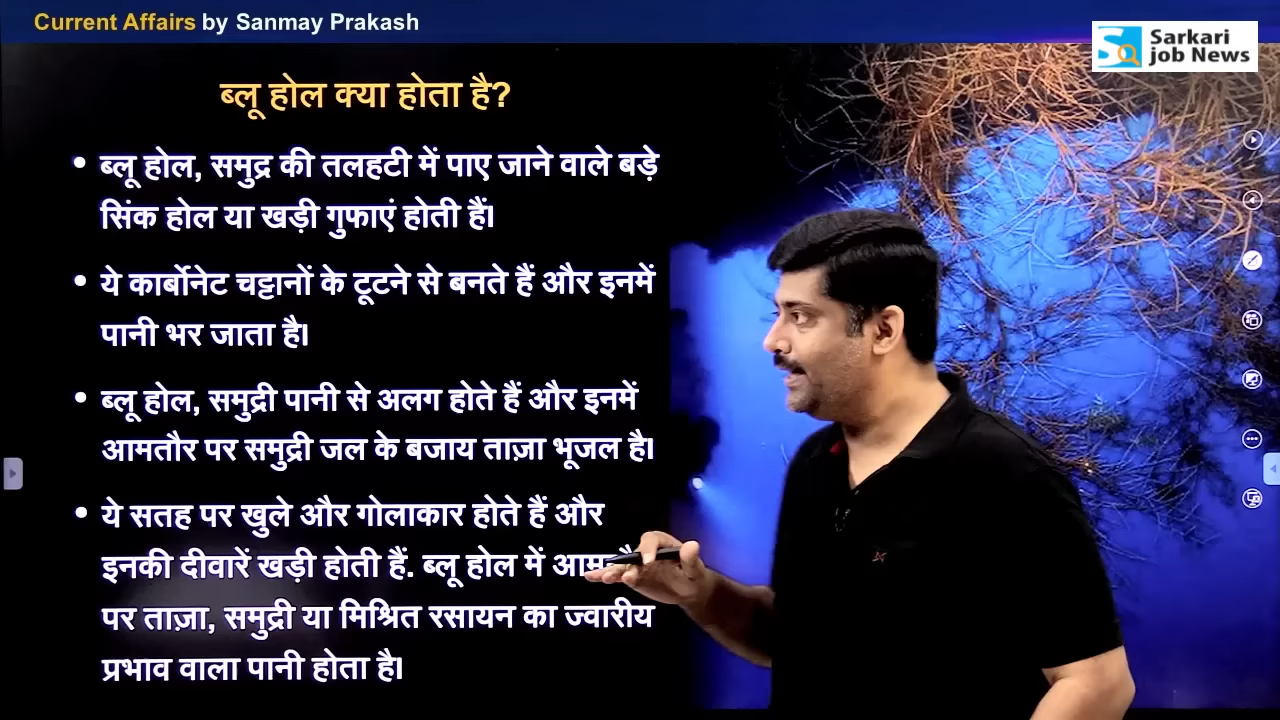 Current Affairs by Sanmay Prakash
Sarkari
job News
ब्लू होल क्या होता है?
• ब्लू होल, समुद्र की तलहटी में पाए जाने वाले बड़े
सिंक होल या खड़ी गुफाएं होती हैं।
• ये कार्बोनेट चट्टानों के टूटने से बनते हैं और इनमें
पानी भर जाता है।
• ब्लू होल, समुद्री पानी से अलग होते हैं और इनमें
आमतौर पर समुद्री जल के बजाय ताज़ा भूजल है।
• ये सतह पर खुले और गोलाकार होते हैं और
इनकी दीवारें खड़ी होती हैं. ब्लू होल में
पर ताज़ा, समुद्री या मिश्रित रसायन का ज्वारीय
प्रभाव वाला पानी होता है।